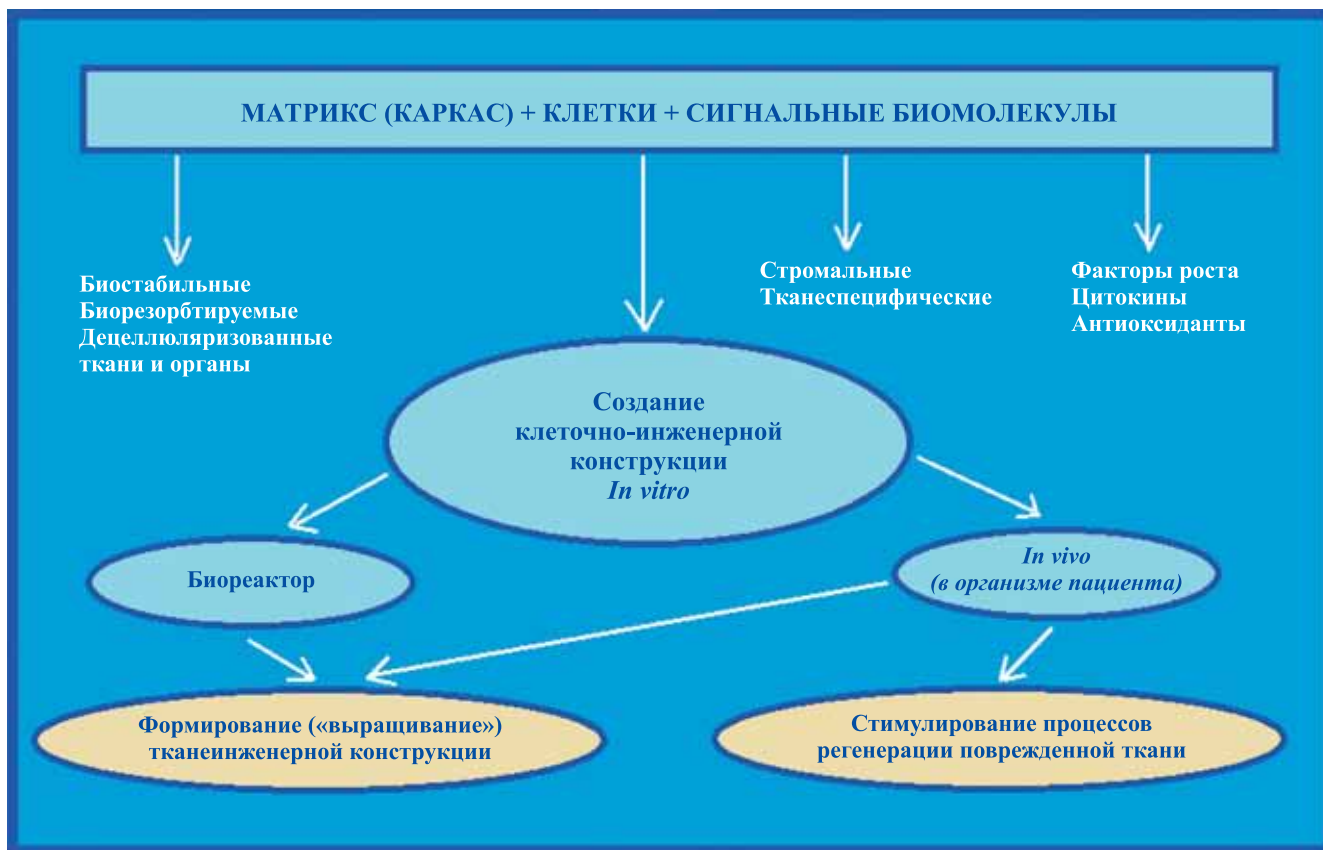 МАТРИКС (КАРКАС) + КЛЕТКИ + СИГНАЛЬНЫЕ БИОМОЛЕКУЛЫ
Биостабильные
Биорезорбтируемые
Децеллюляризованные
ткани и органы
Стромальные
Тканеспецифические
Факторы роста
Цитокины
Антиоксиданты
Создание
клеточно-инженерной
конструкции
In vitro
Биореактор
In vivo
(в организме пациента)
Формирование («выращивание»)
тканеинженерной конструкции
Стимулирование процессов
регенерации поврежденной ткани